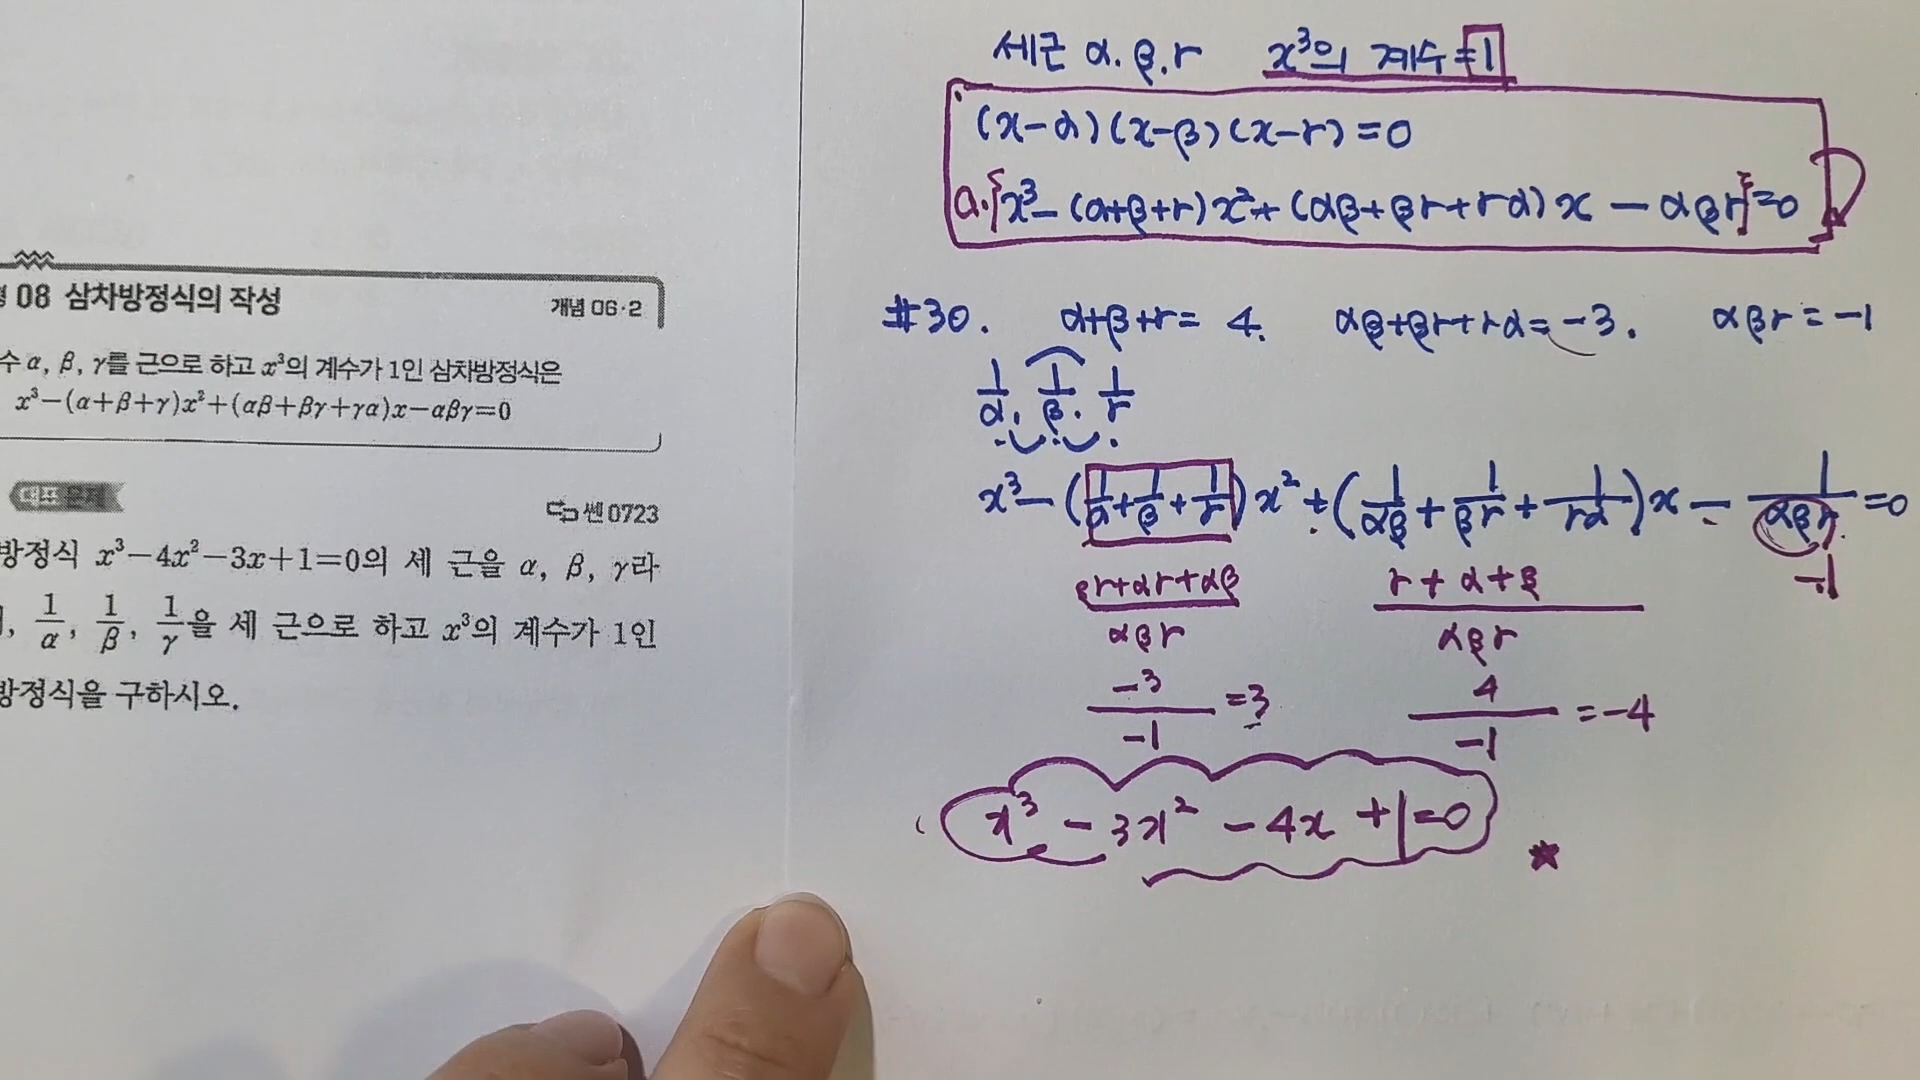 08 삼차방정식의 작성
개념 06·2
수 α, β, γ를 근으로 하고 x³의 계수가 1인 삼차방정식은
x³-(α+β+γ)x²+(αβ+βγ+γα)x-αβγ=0
대표 문제
쎈 0723
방정식 x³-4x²-3x+1=0의 세 근을 α, β, γ라
, 1/α, 1/β, 1/γ을 세 근으로 하고 x³의 계수가 1인
방정식을 구하시오.
세근 α. β. r x³의 계수=1
(x-α)(x-β)(x-r)=0
a.{x³-(α+β+r)x²+(αβ+βr+rα)x-αβr}=0
#30. α+β+r= 4. αβ+βr+rα=-3. αβr=-1
1/α, 1/β. 1/r
x³-(1/α+1/β+1/r)x²+(1/αβ+1/βr+1/rα)x-1/αβr=0
-1
βr+αr+αβ/αβr r+α+β/αβr
-3/-1=3 4/-1=-4
x³-3x²-4x+1=0